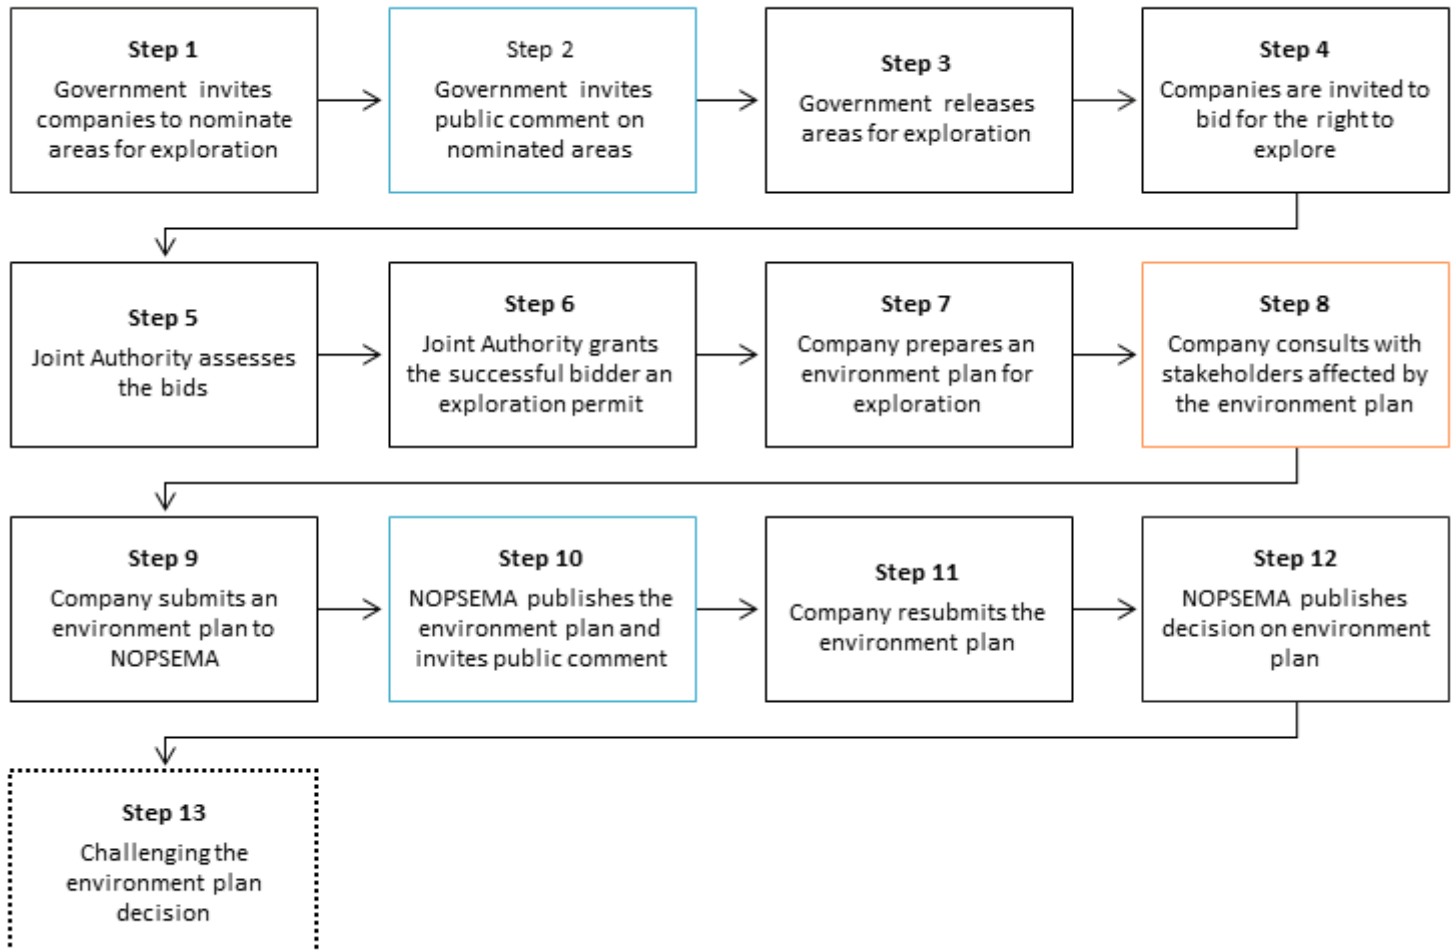 Step 1
Government invites
companies to nominate
areas for exploration
Step 2
Government invites
public comment on
nominated areas
Step 3
Government releases
areas for exploration
Step 4
Companies are invited to
bid for the right to
explore
Step 5
Joint Authority assesses
the bids
Step 6
Joint Authority grants
the successful bidder an
exploration permit
Step 7
Company prepares an
environment plan for
exploration
Step 8
Company consults with
stakeholders affected by
the environment plan
Step 9
Company submits an
environment plan to
NOPSEMA
Step 10
NOPSEMA publishes the
environment plan and
invites public comment
Step 11
Company resubmits the
environment plan
Step 12
NOPSEMA publishes
decision on environment
plan
Step 13
Challenging the
environment plan
decision